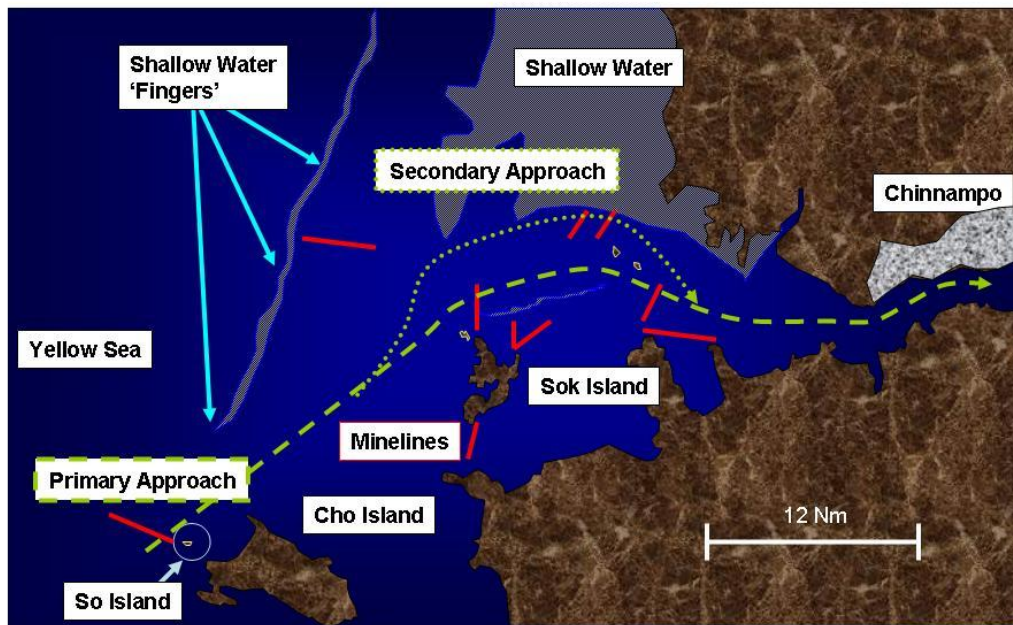 Shallow Water
'Fingers'
Shallow Water
Secondary Approach
Chinnampo
Yellow Sea
Sok Island
Minelines
Primary Approach
Cho Island
12 Nm
So Island